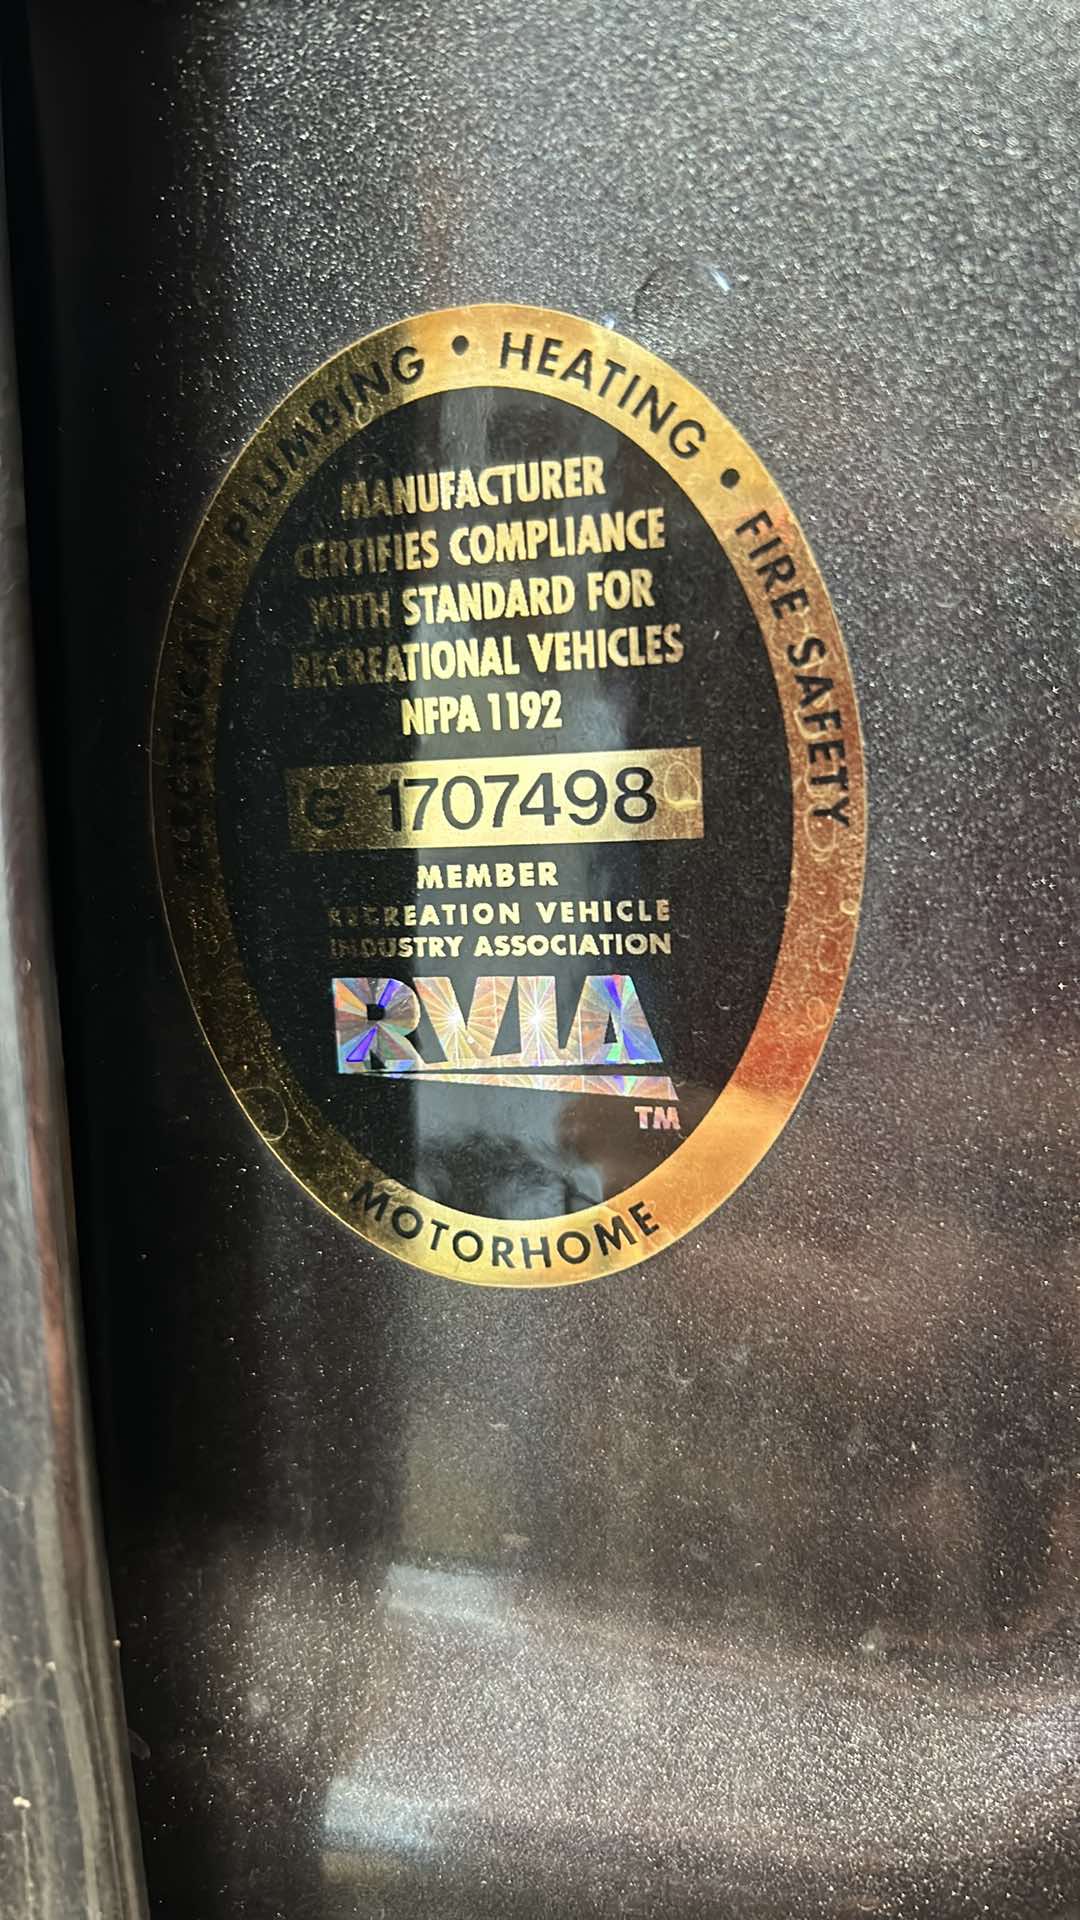 ELECTRICAL • PLUMBING • HEATING • FIRE SAFETY
MANUFACTURER
CERTIFIES COMPLIANCE
WITH STANDARD FOR
RECREATIONAL VEHICLES
NFPA 1192
G 1707498
MEMBER
RECREATION VEHICLE
INDUSTRY ASSOCIATION
RVIA
TM
MOTORHOME